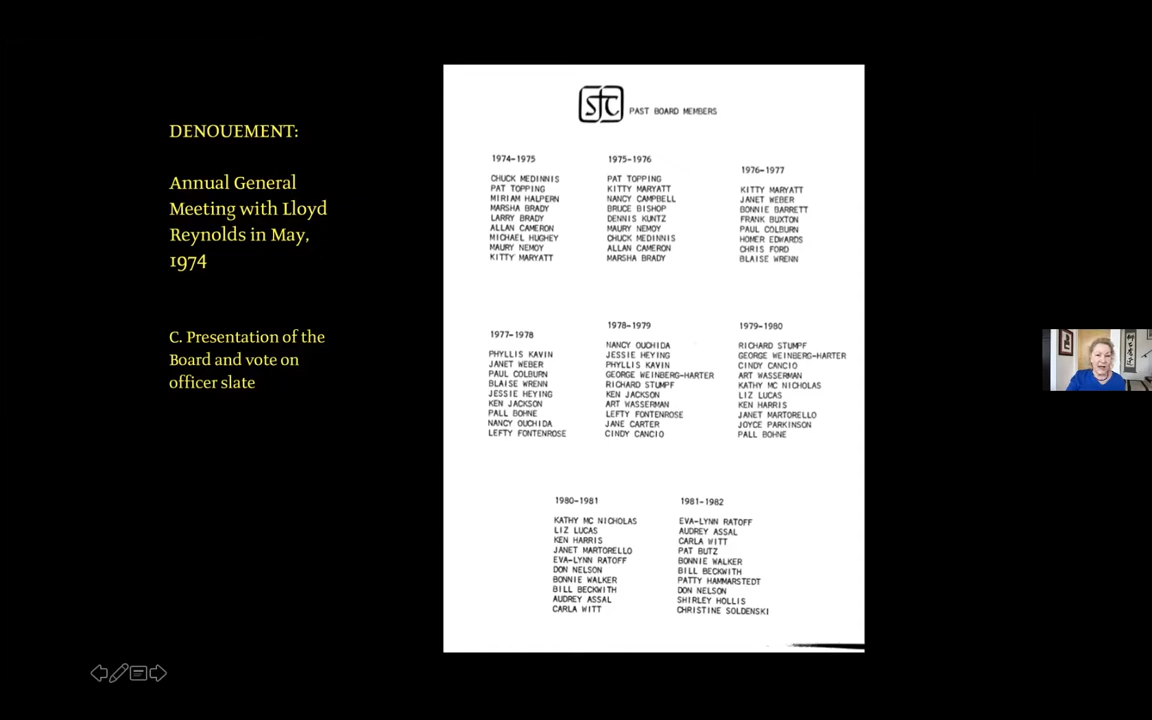 DENOUEMENT:
Annual General
Meeting with Lloyd
Reynolds in May,
1974
C. Presentation of the
Board and vote on
officer slate
SfC PAST BOARD MEMBERS
1974-1975
CHUCK MEDINNIS
PAT TOPPING
MIRIAM HALPERN
MARSHA BRADY
LARRY BRADY
ALLAN CAMERON
MICHAEL HUGHEY
MAURY NEMOY
KITTY MARYATT
1975-1976
PAT TOPPING
KITTY MARYATT
NANCY CAMPBELL
BRUCE BISHOP
DENNIS KUNTZ
MAURY NEMOY
CHUCK MEDINNIS
ALLAN CAMERON
MARSHA BRADY
1976-1977
KITTY MARYATT
JANET WEBER
BONNIE BARRETT
FRANK BUXTON
PAUL COLBURN
HOMER EDWARDS
CHRIS FORD
BLAISE WRENN
1977-1978
PHYLLIS KAVIN
JANET WEBER
PAUL COLBURN
BLAISE WRENN
JESSIE HEYING
KEN JACKSON
PALL BOHNE
NANCY OUCHIDA
LEFTY FONTENROSE
1978-1979
NANCY OUCHIDA
JESSIE HEYING
PHYLLIS KAVIN
GEORGE WEINBERG-HARTER
RICHARD STUMPF
KEN JACKSON
ART WASSERMAN
LEFTY FONTENROSE
JANE CARTER
CINDY CANCIO
1979-1980
RICHARD STUMPF
GEORGE WEINBERG-HARTER
CINDY CANCIO
ART WASSERMAN
KATHY MC NICHOLAS
LIZ LUCAS
KEN HARRIS
JANET MARTORELLO
JOYCE PARKINSON
PALL BOHNE
1980-1981
KATHY MC NICHOLAS
LIZ LUCAS
KEN HARRIS
JANET MARTORELLO
EVA-LYNN RATOFF
DON NELSON
BONNIE WALKER
BILL BECKWITH
AUDREY ASSAL
CARLA WITT
1981-1982
EVA-LYNN RATOFF
AUDREY ASSAL
CARLA WITT
PAT BUTZ
BONNIE WALKER
BILL BECKWITH
PATTY HAMMARSTEDT
DON NELSON
SHIRLEY HOLLIS
CHRISTINE SOLDENSKI